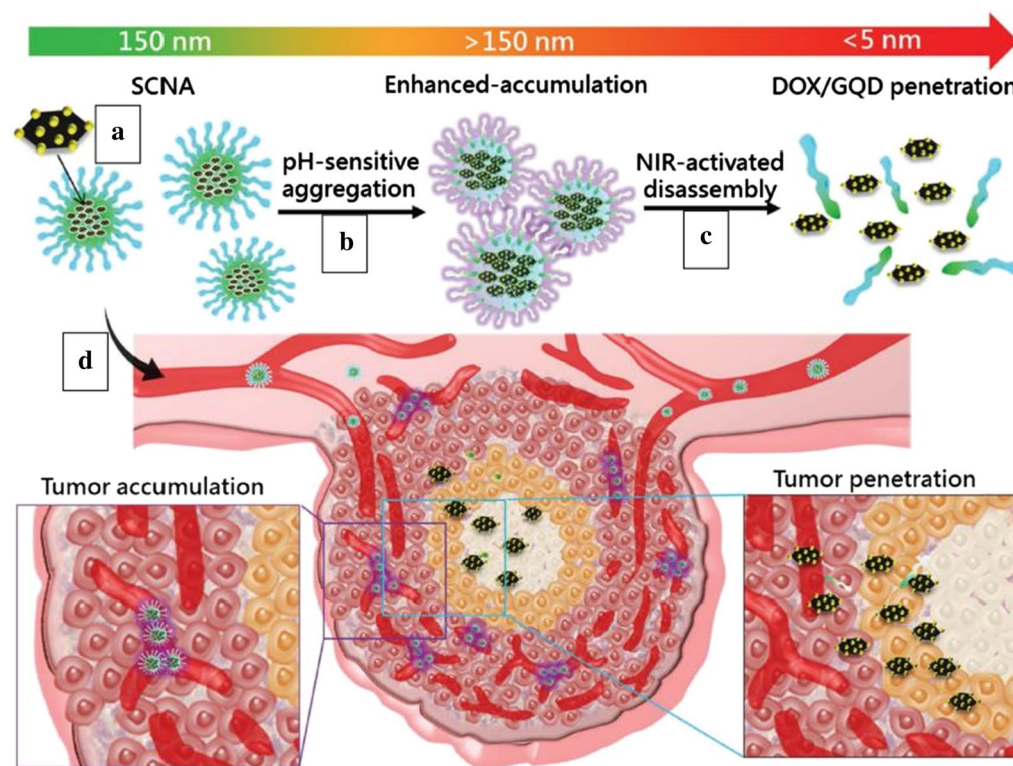 150 nm
>150 nm
<5 nm
SCNA
Enhanced-accumulation
DOX/GQD penetration
a
pH-sensitive
aggregation
b
NIR-activated
disassembly
c
d
Tumor accumulation
Tumor penetration